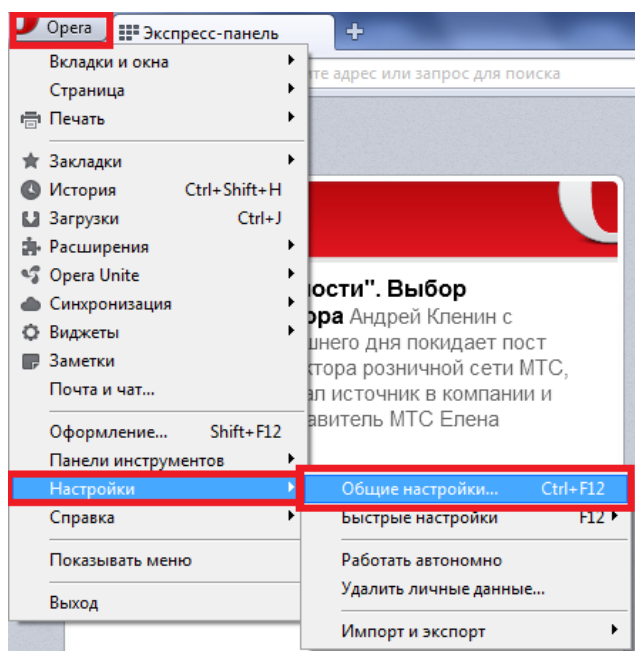 Opera
Экспресс-панель
Вкладки и окна
адрес или запрос для поиска
Страница
Печать
Закладки
История Ctrl+Shift+H
Загрузки Ctrl+J
Расширения
Opera Unite
Синхронизация
Виджеты
Заметки
Почта и чат...
Оформление... Shift+F12
Панели инструментов
Настройки
Справка
Показывать меню
Выход
ости". Выбор
ора Андрей Кленин с
шнего дня покидает пост
тора розничной сети МТС,
ал источник в компании и
авитель МТС Елена
Общие настройки... Ctrl+F12
Быстрые настройки F12
Работать автономно
Удалить личные данные...
Импорт и экспорт